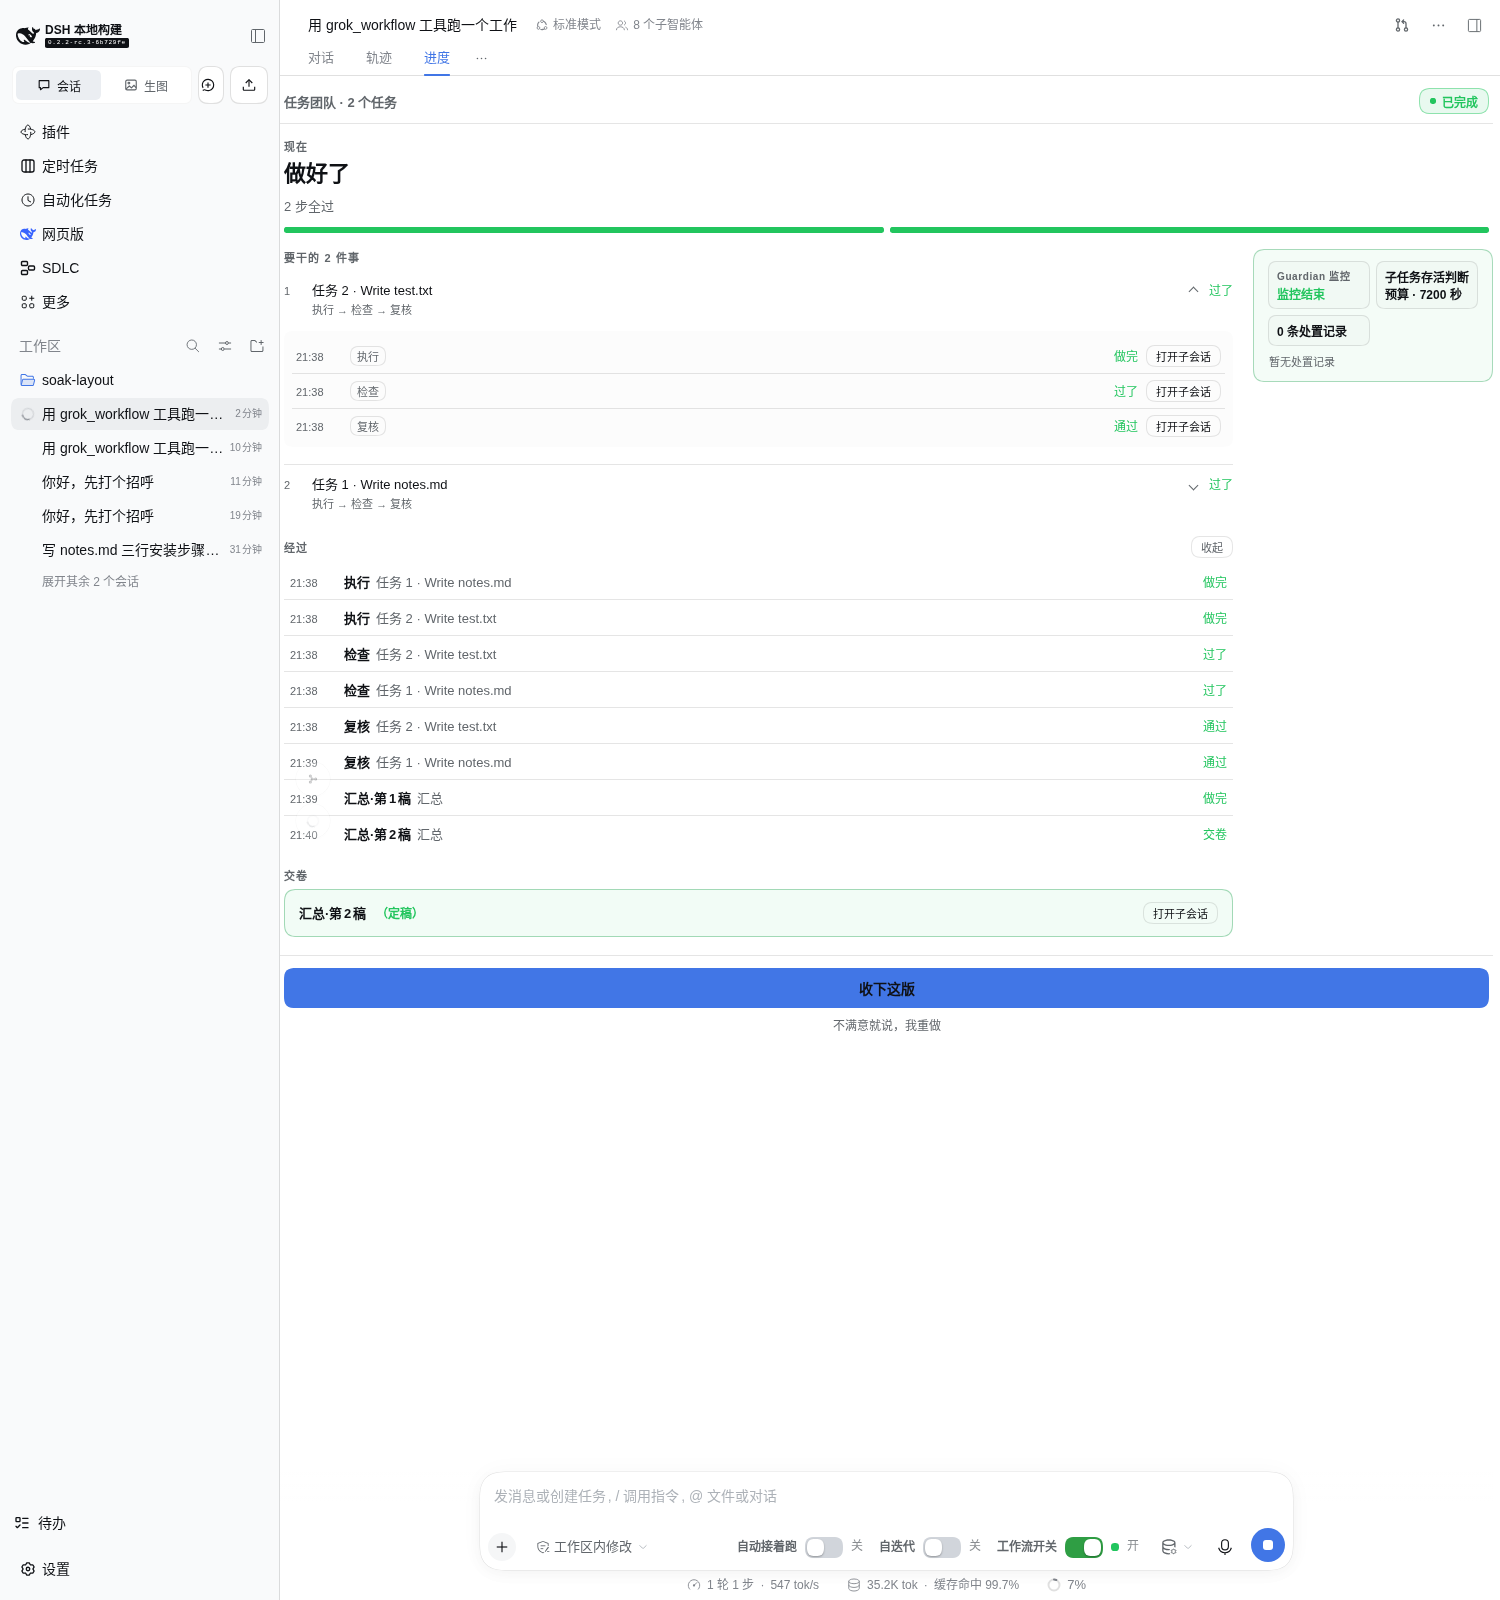 DSH 本地构建
0.2.2-rc.3-6b729fe
会话
生图
插件
定时任务
自动化任务
网页版
SDLC
更多
工作区
soak-layout
用 grok_workflow 工具跑一… 2分钟
用 grok_workflow 工具跑一… 10分钟
你好，先打个招呼 11分钟
你好，先打个招呼 19分钟
写 notes.md 三行安装步骤… 31分钟
展开其余 2 个会话
待办
设置
用 grok_workflow 工具跑一个工作 标准模式 8 个子智能体
对话 轨迹 进度 …
任务团队 · 2 个任务 已完成
现在
做好了
2 步全过
要干的 2 件事
1 任务 2 · Write test.txt 过了
执行 → 检查 → 复核
21:38 执行 做完 打开子会话
21:38 检查 过了 打开子会话
21:38 复核 通过 打开子会话
2 任务 1 · Write notes.md 过了
执行 → 检查 → 复核
Guardian 监控
监控结束
子任务存活判断
预算 · 7200 秒
0 条处置记录
暂无处置记录
经过 收起
21:38 执行 任务 1 · Write notes.md 做完
21:38 执行 任务 2 · Write test.txt 做完
21:38 检查 任务 2 · Write test.txt 过了
21:38 检查 任务 1 · Write notes.md 过了
21:38 复核 任务 2 · Write test.txt 通过
21:39 复核 任务 1 · Write notes.md 通过
21:39 汇总·第1稿 汇总 做完
21:40 汇总·第2稿 汇总 交卷
交卷
汇总·第2稿 （定稿） 打开子会话
收下这版
不满意就说，我重做
发消息或创建任务, / 调用指令, @ 文件或对话
工作区内修改 自动接着跑 关 自迭代 关 工作流开关 开
1 轮 1 步 · 547 tok/s 35.2K tok · 缓存命中 99.7% 7%